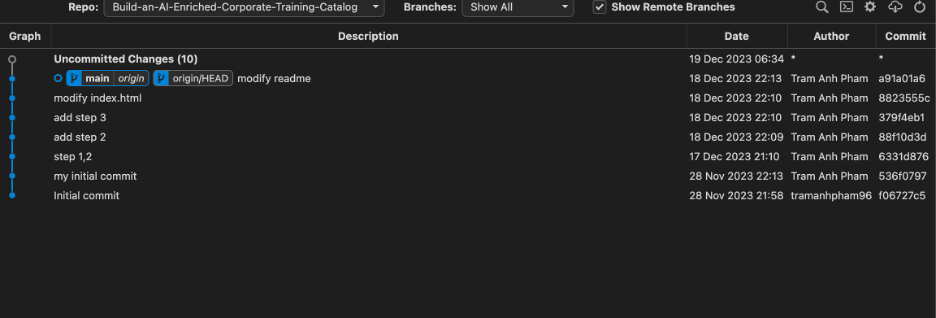 Repo: Build-an-AI-Enriched-Corporate-Training-Catalog Branches: Show All Show Remote Branches
Graph Description Date Author Commit
Uncommitted Changes (10) 19 Dec 2023 06:34 * *
main origin origin/HEAD modify readme 18 Dec 2023 22:13 Tram Anh Pham a91a01a6
modify index.html 18 Dec 2023 22:10 Tram Anh Pham 8823555c
add step 3 18 Dec 2023 22:10 Tram Anh Pham 379f4eb1
add step 2 18 Dec 2023 22:09 Tram Anh Pham 88f10d3d
step 1,2 17 Dec 2023 21:10 Tram Anh Pham 6331d876
my initial commit 28 Nov 2023 22:13 Tram Anh Pham 536f0797
Initial commit 28 Nov 2023 21:58 tramanhpham96 f06727c5